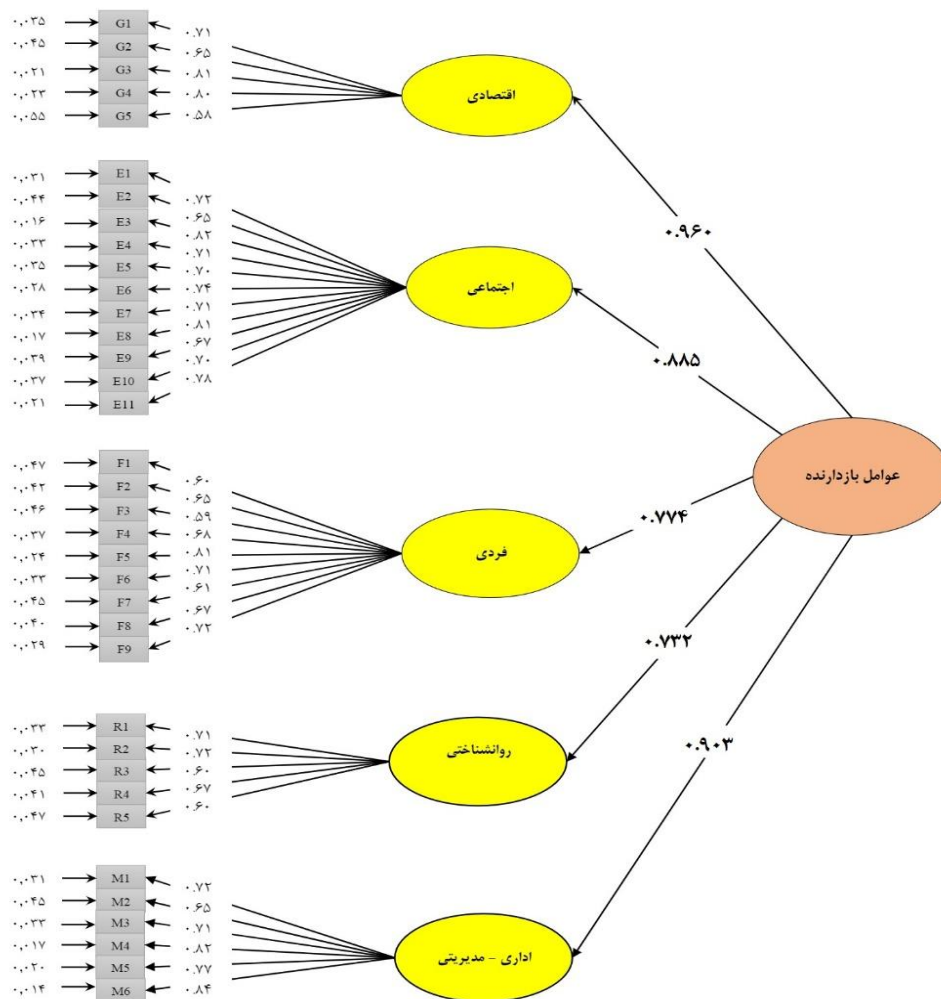 ۰,۰۳۵ G1 ۰.۷۱
۰,۰۴۵ G2 ۰.۶۵
۰,۰۲۱ G3 ۰.۸۱
۰,۰۲۳ G4 ۰.۸۰
۰,۰۵۵ G5 ۰.۵۸
اقتصادی
۰.۹۶۰
۰,۰۳۱ E1 ۰.۷۲
۰,۰۴۴ E2 ۰.۶۵
۰,۰۱۶ E3 ۰.۸۲
۰,۰۳۳ E4 ۰.۷۱
۰,۰۳۵ E5 ۰.۷۰
۰,۰۲۸ E6 ۰.۷۴
۰,۰۳۴ E7 ۰.۷۱
۰,۰۱۷ E8 ۰.۸۱
۰,۰۳۹ E9 ۰.۶۷
۰,۰۳۷ E10 ۰.۷۰
۰,۰۲۱ E11 ۰.۷۸
اجتماعی
۰.۸۸۵
عوامل بازدارنده
۰,۰۴۷ F1 ۰.۶۰
۰,۰۴۲ F2 ۰.۶۵
۰,۰۴۶ F3 ۰.۵۹
۰,۰۳۷ F4 ۰.۶۸
۰,۰۲۴ F5 ۰.۸۱
۰,۰۳۳ F6 ۰.۷۱
۰,۰۴۵ F7 ۰.۶۱
۰,۰۴۰ F8 ۰.۶۷
۰,۰۲۹ F9 ۰.۷۲
فردی
۰.۷۷۴
۰,۰۳۳ R1 ۰.۷۱
۰,۰۳۰ R2 ۰.۷۲
۰,۰۴۵ R3 ۰.۶۰
۰,۰۴۱ R4 ۰.۶۷
۰,۰۴۷ R5 ۰.۶۰
روانشناختی
۰.۷۳۲
۰,۰۳۱ M1 ۰.۷۲
۰,۰۴۵ M2 ۰.۶۵
۰,۰۳۳ M3 ۰.۷۱
۰,۰۱۷ M4 ۰.۸۲
۰,۰۲۰ M5 ۰.۷۷
۰,۰۱۴ M6 ۰.۸۴
اداری - مدیریتی
۰.۹۰۳